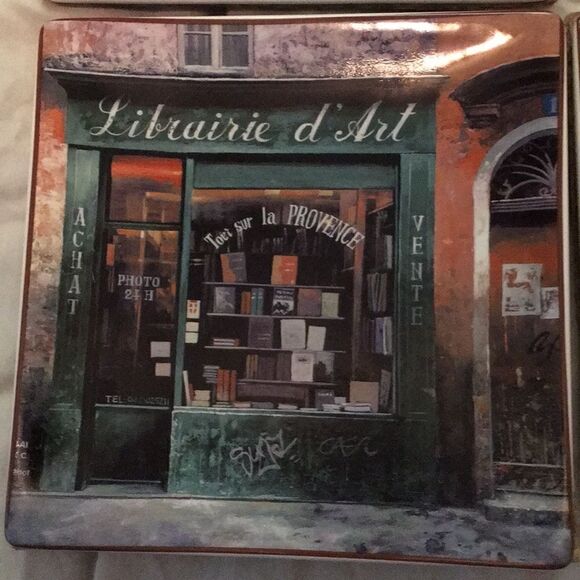 Librairie d'Art
Tout sur la PROVENCE
ACHAT
VENTE
PHOTO
24 H